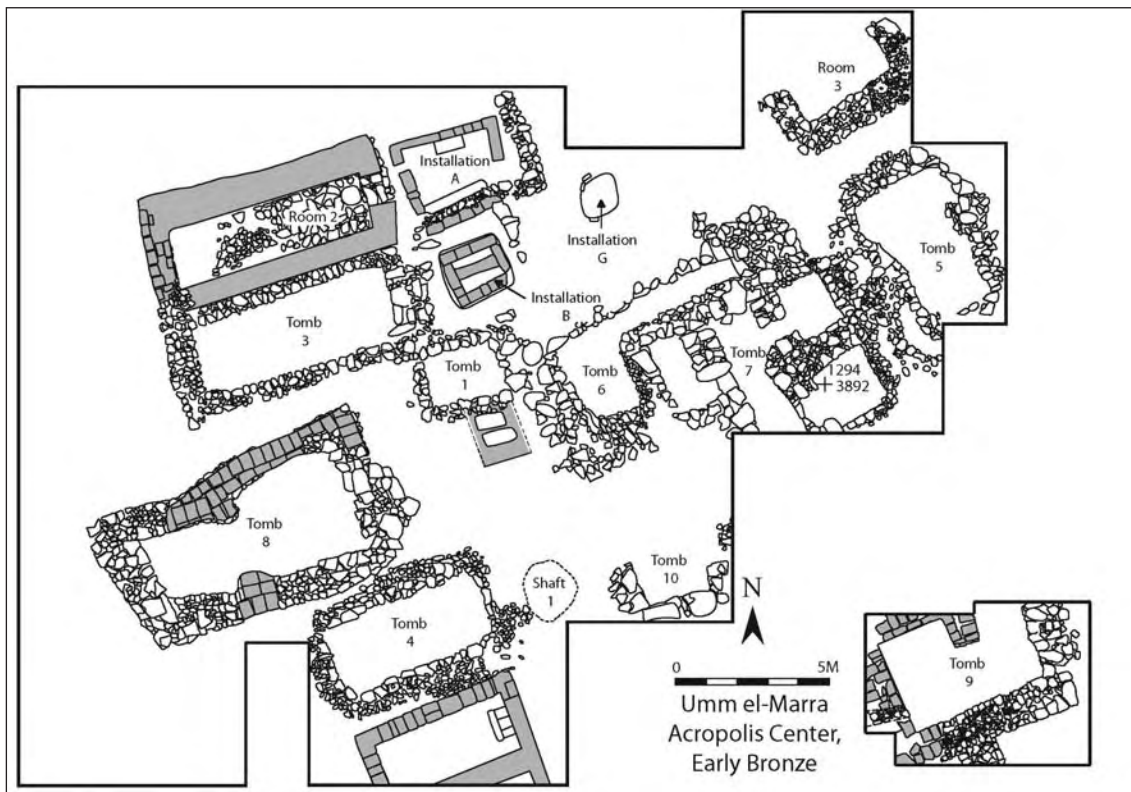 Room
3
Installation
A
Room 2
Installation
G
Tomb
5
Installation
B
Tomb
3
Tomb
1
Tomb
6
Tomb
7
1294
3892
Tomb
8
Shaft
1
Tomb
10
Tomb
4
N
Tomb
9
0 5M
Umm el-Marra
Acropolis Center,
Early Bronze